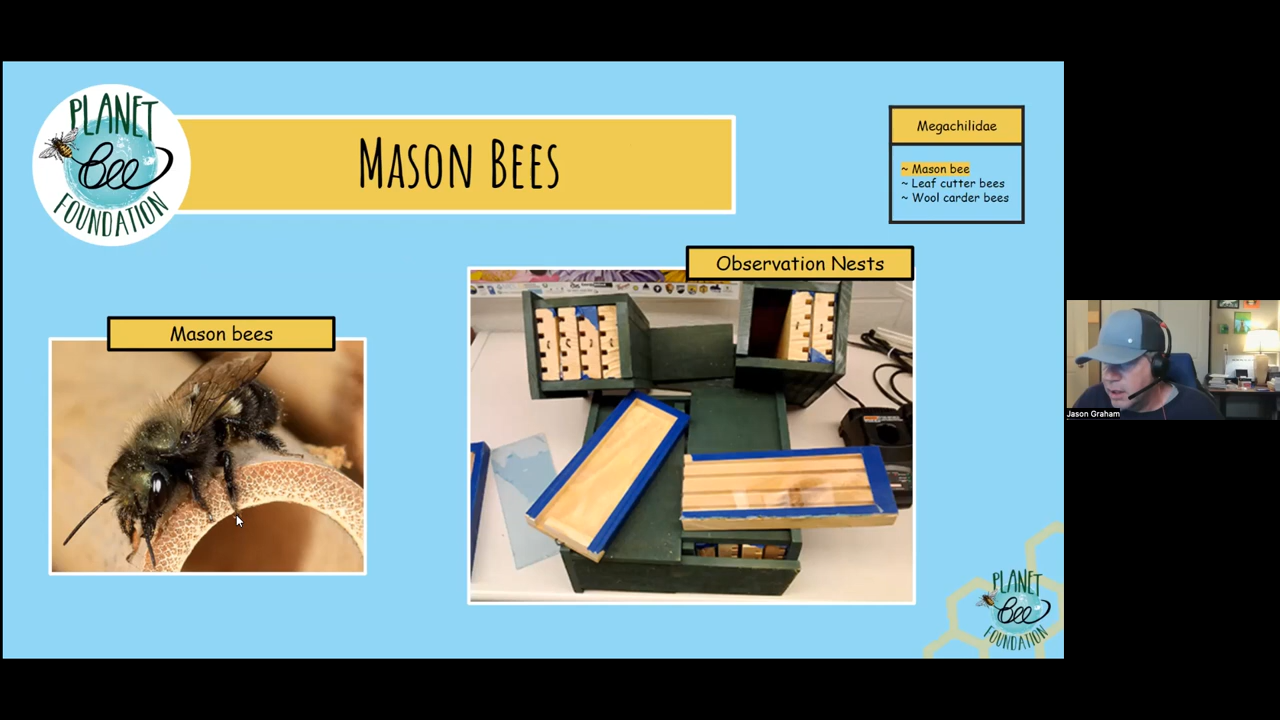 PLANET
Bee
FOUNDATION
MASON BEES
Megachilidae
~ Mason bee
~ Leaf cutter bees
~ Wool carder bees
Observation Nests
Mason bees
Jason Graham
PLANET
Bee
FOUNDATION